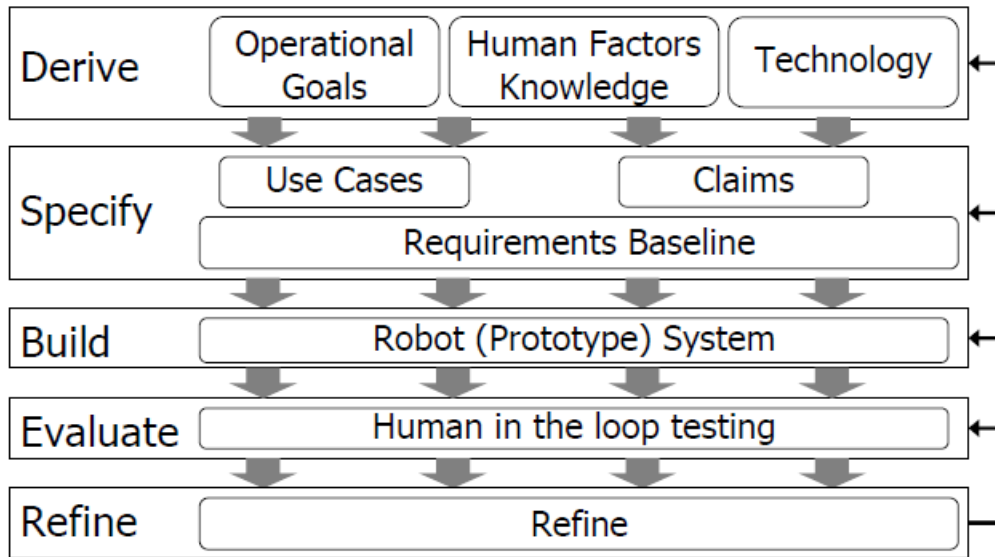 Derive
Operational
Goals
Human Factors
Knowledge
Technology
Specify
Use Cases
Claims
Requirements Baseline
Build
Robot (Prototype) System
Evaluate
Human in the loop testing
Refine
Refine